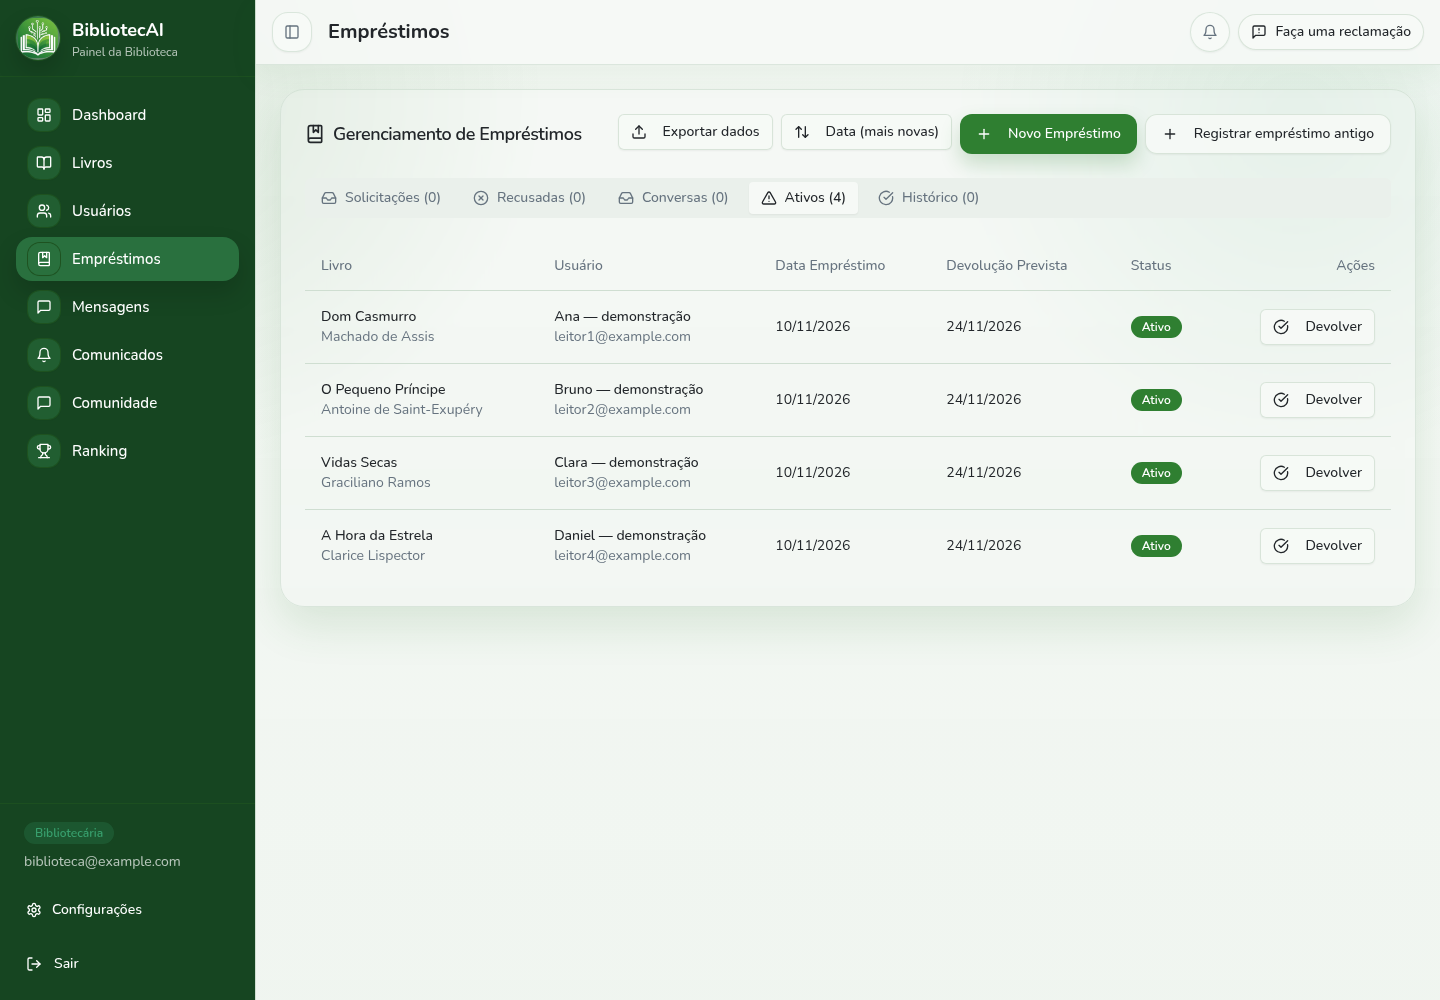 BibliotecAI
Painel da Biblioteca
Dashboard
Livros
Usuários
Empréstimos
Mensagens
Comunicados
Comunidade
Ranking
Bibliotecária
biblioteca@example.com
Configurações
Sair
Empréstimos
Faça uma reclamação
Gerenciamento de Empréstimos
Exportar dados
Data (mais novas)
Novo Empréstimo
Registrar empréstimo antigo
Solicitações (0)
Recusadas (0)
Conversas (0)
Ativos (4)
Histórico (0)
Livro Usuário Data Empréstimo Devolução Prevista Status Ações
Dom Casmurro Ana — demonstração
Machado de Assis leitor1@example.com
10/11/2026 24/11/2026 Ativo Devolver
O Pequeno Príncipe Bruno — demonstração
Antoine de Saint-Exupéry leitor2@example.com
10/11/2026 24/11/2026 Ativo Devolver
Vidas Secas Clara — demonstração
Graciliano Ramos leitor3@example.com
10/11/2026 24/11/2026 Ativo Devolver
A Hora da Estrela Daniel — demonstração
Clarice Lispector leitor4@example.com
10/11/2026 24/11/2026 Ativo Devolver